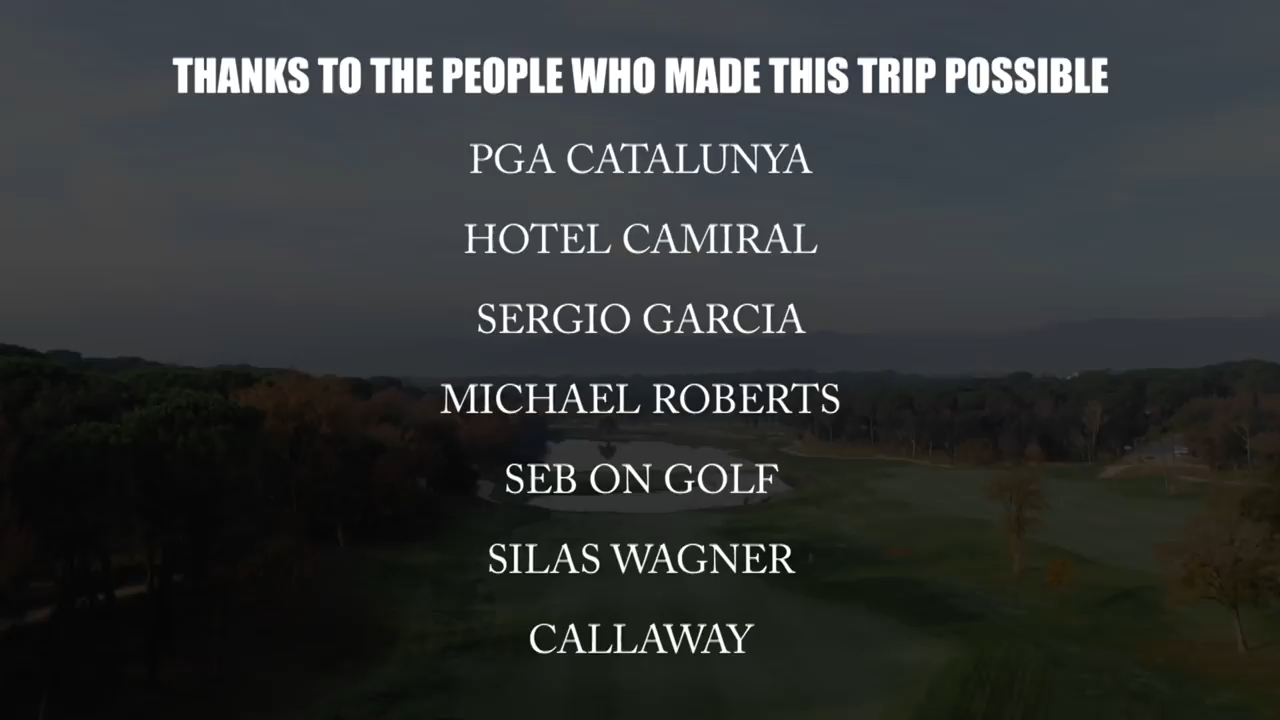 THANKS TO THE PEOPLE WHO MADE THIS TRIP POSSIBLE
PGA CATALUNYA
HOTEL CAMIRAL
SERGIO GARCIA
MICHAEL ROBERTS
SEB ON GOLF
SILAS WAGNER
CALLAWAY